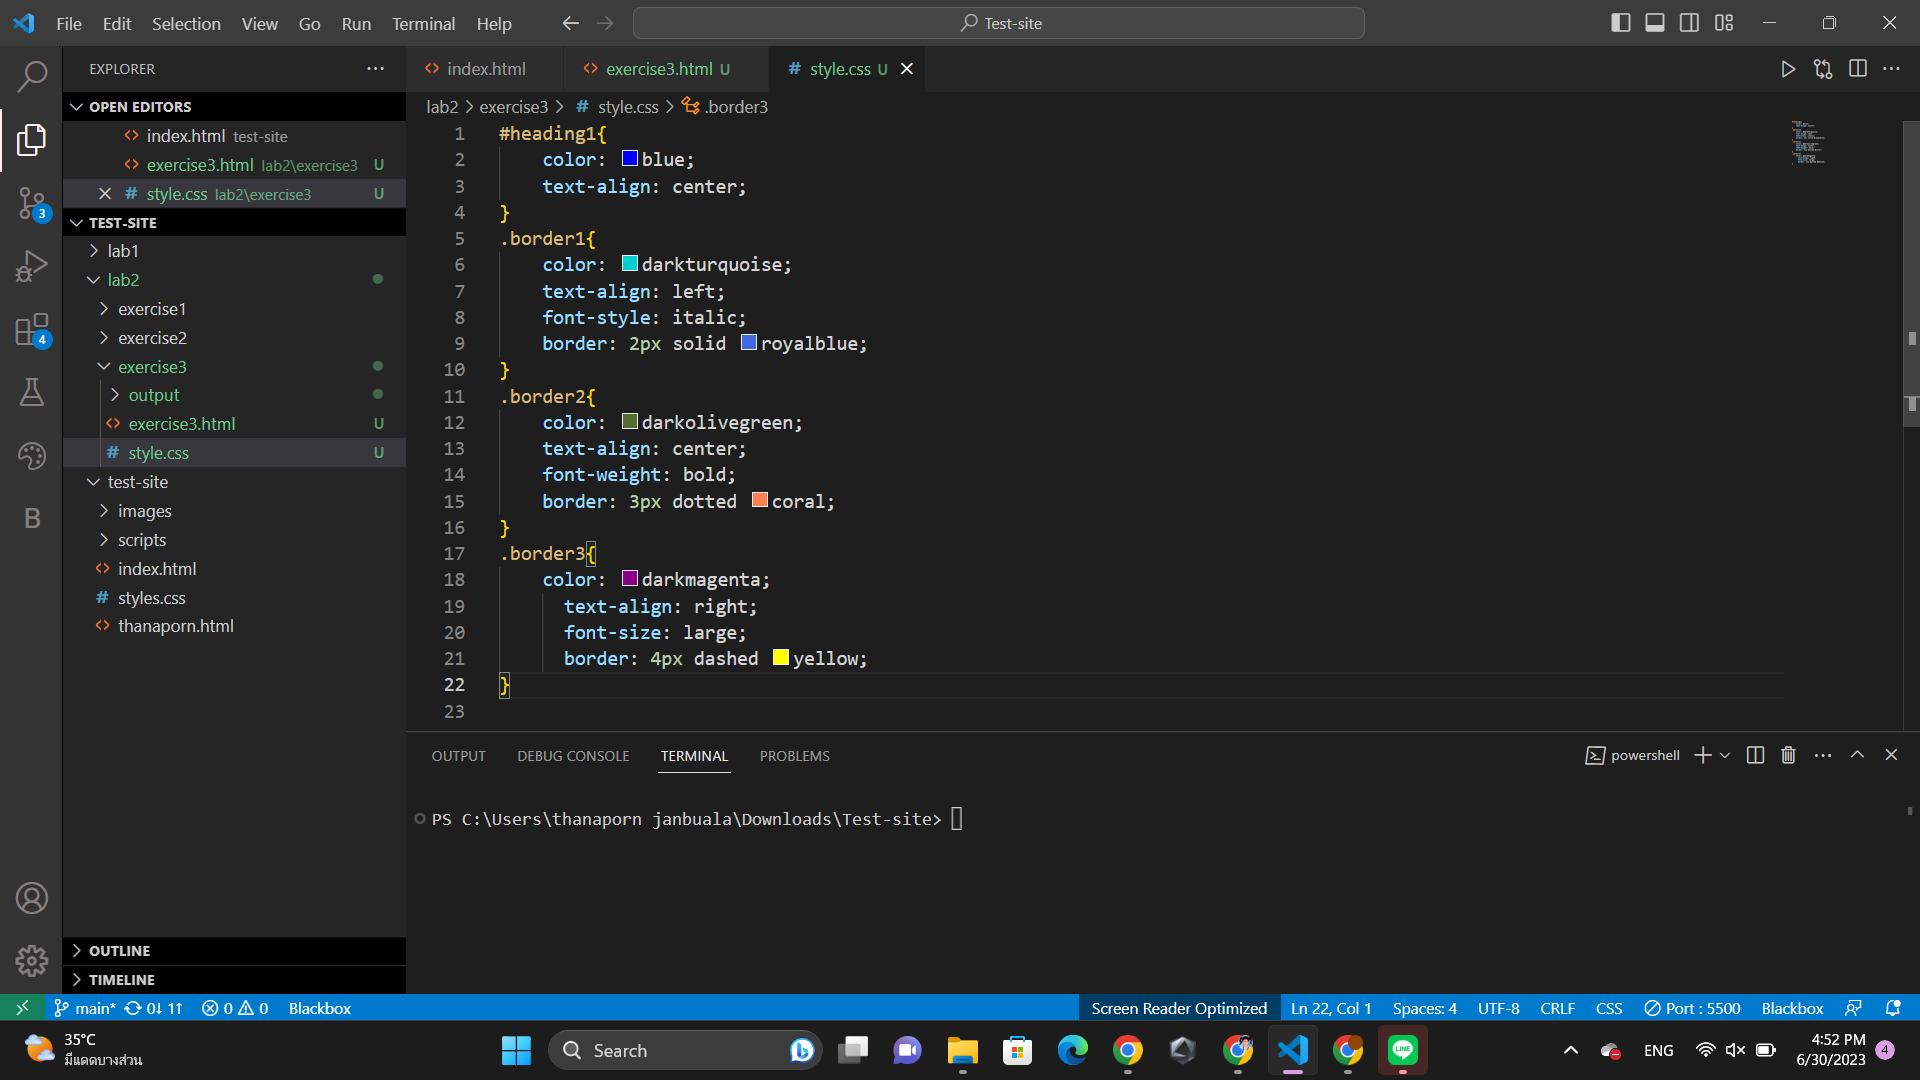 File Edit Selection View Go Run Terminal Help
Test-site
EXPLORER
OPEN EDITORS
index.html test-site
exercise3.html lab2\exercise3 U
style.css lab2\exercise3 U
TEST-SITE
lab1
lab2
exercise1
exercise2
exercise3
output
exercise3.html U
style.css U
test-site
images
scripts
index.html
styles.css
thanaporn.html
OUTLINE
TIMELINE
3
4
B
index.html
exercise3.html U
# style.css U
lab2 > exercise3 > # style.css > .border3
1 #heading1{
2 color: blue;
3 text-align: center;
4 }
5 .border1{
6 color: darkturquoise;
7 text-align: left;
8 font-style: italic;
9 border: 2px solid royalblue;
10 }
11 .border2{
12 color: darkolivegreen;
13 text-align: center;
14 font-weight: bold;
15 border: 3px dotted coral;
16 }
17 .border3{
18 color: darkmagenta;
19 text-align: right;
20 font-size: large;
21 border: 4px dashed yellow;
22 }
23
OUTPUT DEBUG CONSOLE TERMINAL PROBLEMS
powershell
PS C:\Users\thanaporn janbuala\Downloads\Test-site>
main* 0↓ 1↑ 0 0 Blackbox
Screen Reader Optimized Ln 22, Col 1 Spaces: 4 UTF-8 CRLF CSS Port : 5500 Blackbox
35°C
มีแดดบางส่วน
Search
LINE
ENG
4:52 PM
6/30/2023
4